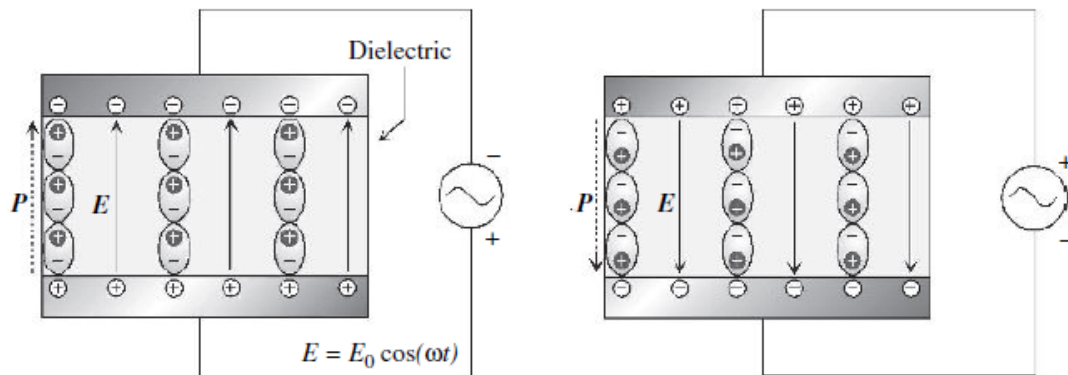 Dielectric
− − − − − −
+ + + + + +
− − −
+ + +
− − −
+ + +
− − −
P E
P E
−
+
+
−
+ + + + + +
− − − − − −
E = E₀ cos(ωt)